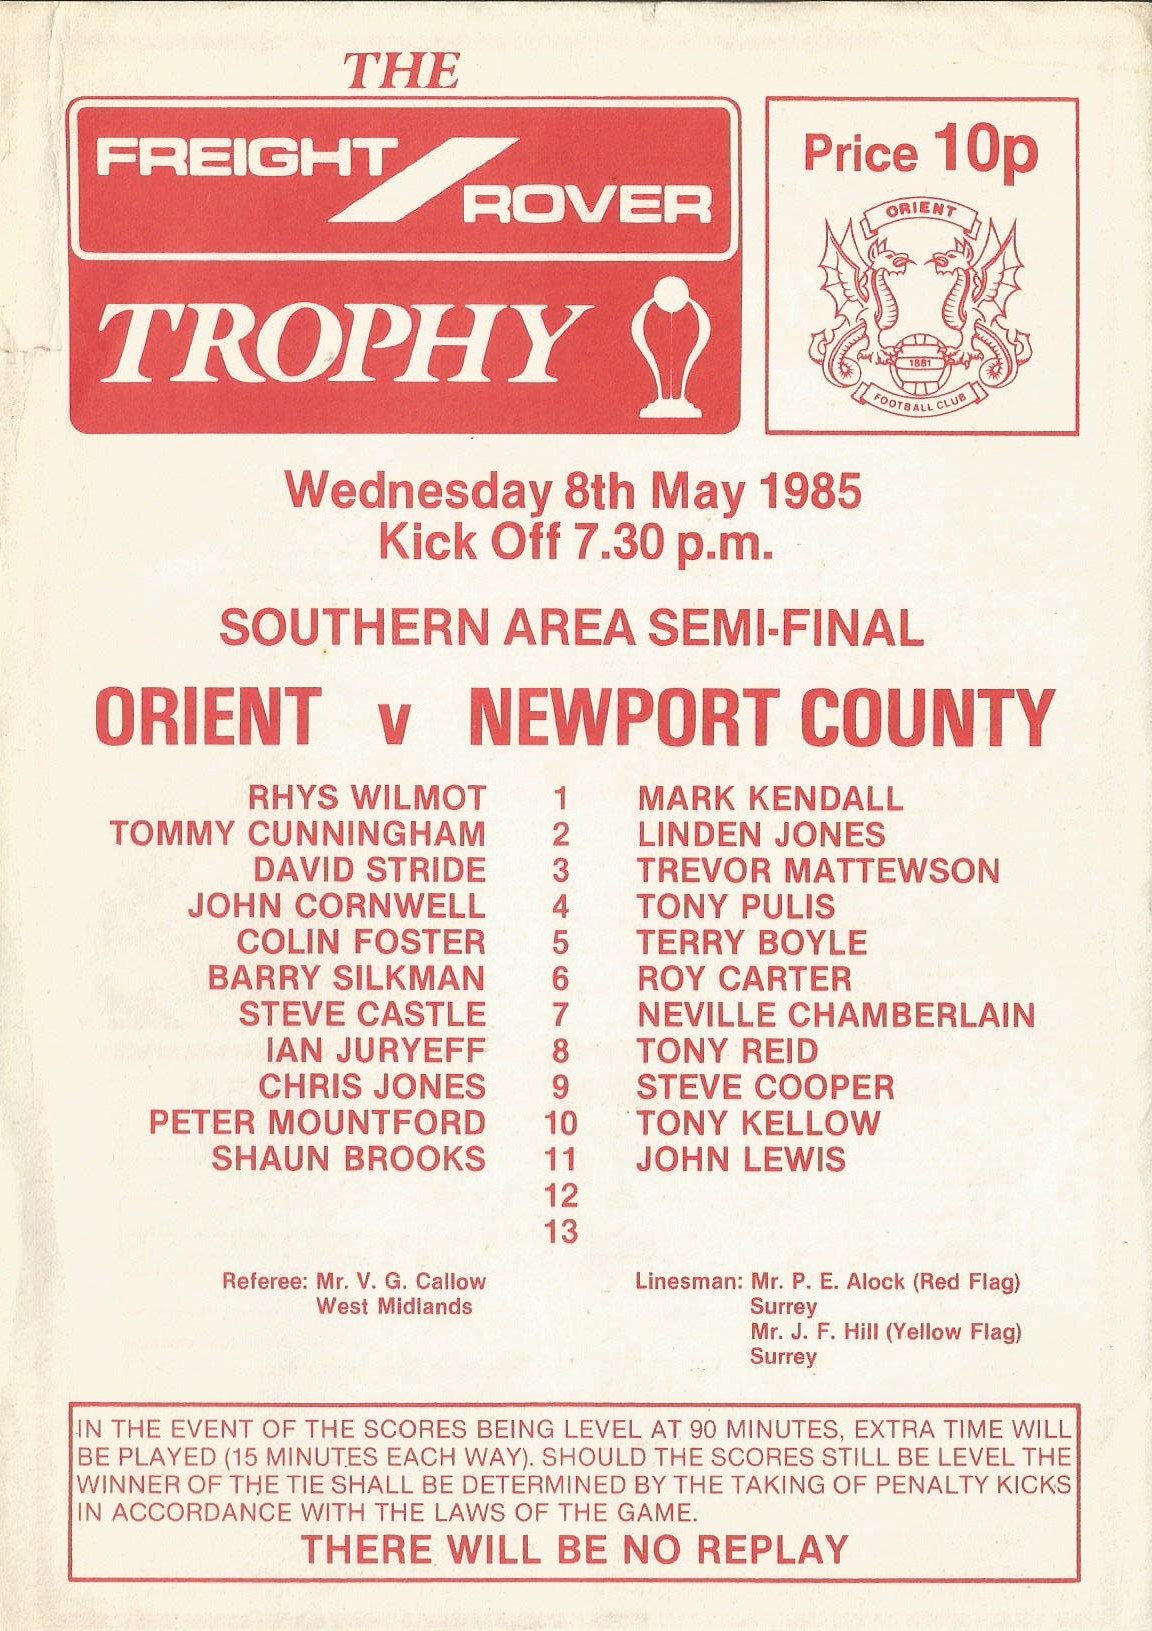 THE
FREIGHT ROVER
TROPHY
Price 10p
ORIENT
1881
FOOTBALL CLUB
Wednesday 8th May 1985
Kick Off 7.30 p.m.
SOUTHERN AREA SEMI-FINAL
ORIENT v NEWPORT COUNTY
RHYS WILMOT 1 MARK KENDALL
TOMMY CUNNINGHAM 2 LINDEN JONES
DAVID STRIDE 3 TREVOR MATTEWSON
JOHN CORNWELL 4 TONY PULIS
COLIN FOSTER 5 TERRY BOYLE
BARRY SILKMAN 6 ROY CARTER
STEVE CASTLE 7 NEVILLE CHAMBERLAIN
IAN JURYEFF 8 TONY REID
CHRIS JONES 9 STEVE COOPER
PETER MOUNTFORD 10 TONY KELLOW
SHAUN BROOKS 11 JOHN LEWIS
12
13
Referee: Mr. V. G. Callow
West Midlands
Linesman: Mr. P. E. Alock (Red Flag)
Surrey
Mr. J. F. Hill (Yellow Flag)
Surrey
IN THE EVENT OF THE SCORES BEING LEVEL AT 90 MINUTES, EXTRA TIME WILL
BE PLAYED (15 MINUTES EACH WAY). SHOULD THE SCORES STILL BE LEVEL THE
WINNER OF THE TIE SHALL BE DETERMINED BY THE TAKING OF PENALTY KICKS
IN ACCORDANCE WITH THE LAWS OF THE GAME.
THERE WILL BE NO REPLAY